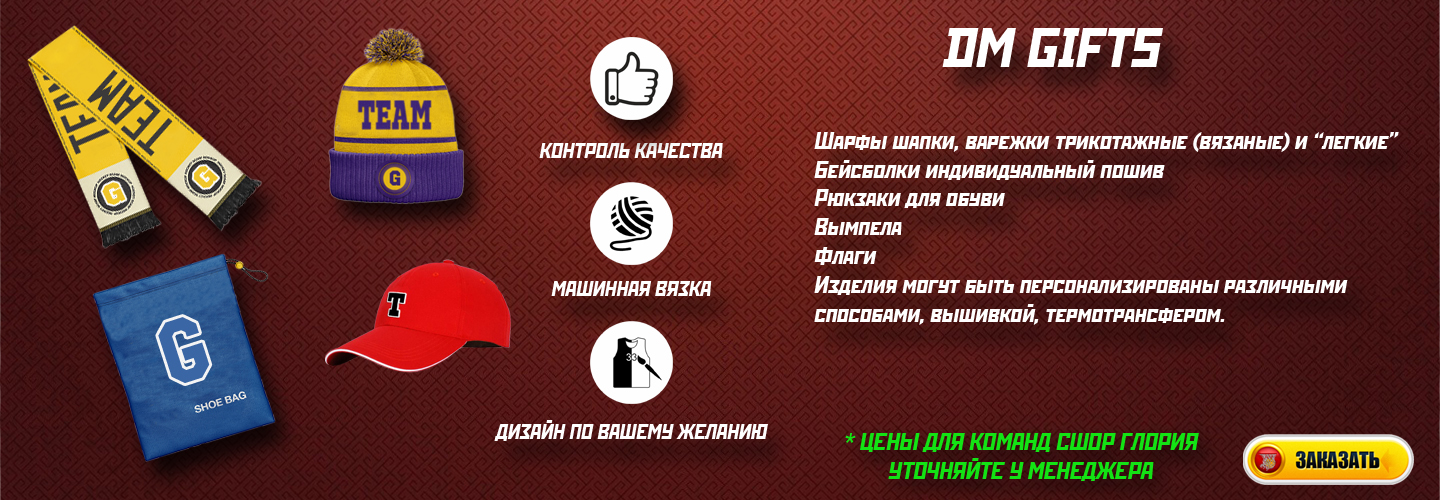 DM GIFTS
TEAM
TEAM
TEAM
G
G
G
КОНТРОЛЬ КАЧЕСТВА
Шарфы шапки, варежки трикотажные (вязаные) и “легкие”
Бейсболки индивидуальный пошив
Рюкзаки для обуви
Вымпела
Флаги
Изделия могут быть персонализированы различными
способами, вышивкой, термотрансфером.
МАШИННАЯ ВЯЗКА
T
G
SHOE BAG
33
ДИЗАЙН ПО ВАШЕМУ ЖЕЛАНИЮ
* ЦЕНЫ ДЛЯ КОМАНД СШОР ГЛОРИЯ
УТОЧНЯЙТЕ У МЕНЕДЖЕРА
ЗАКАЗАТЬ